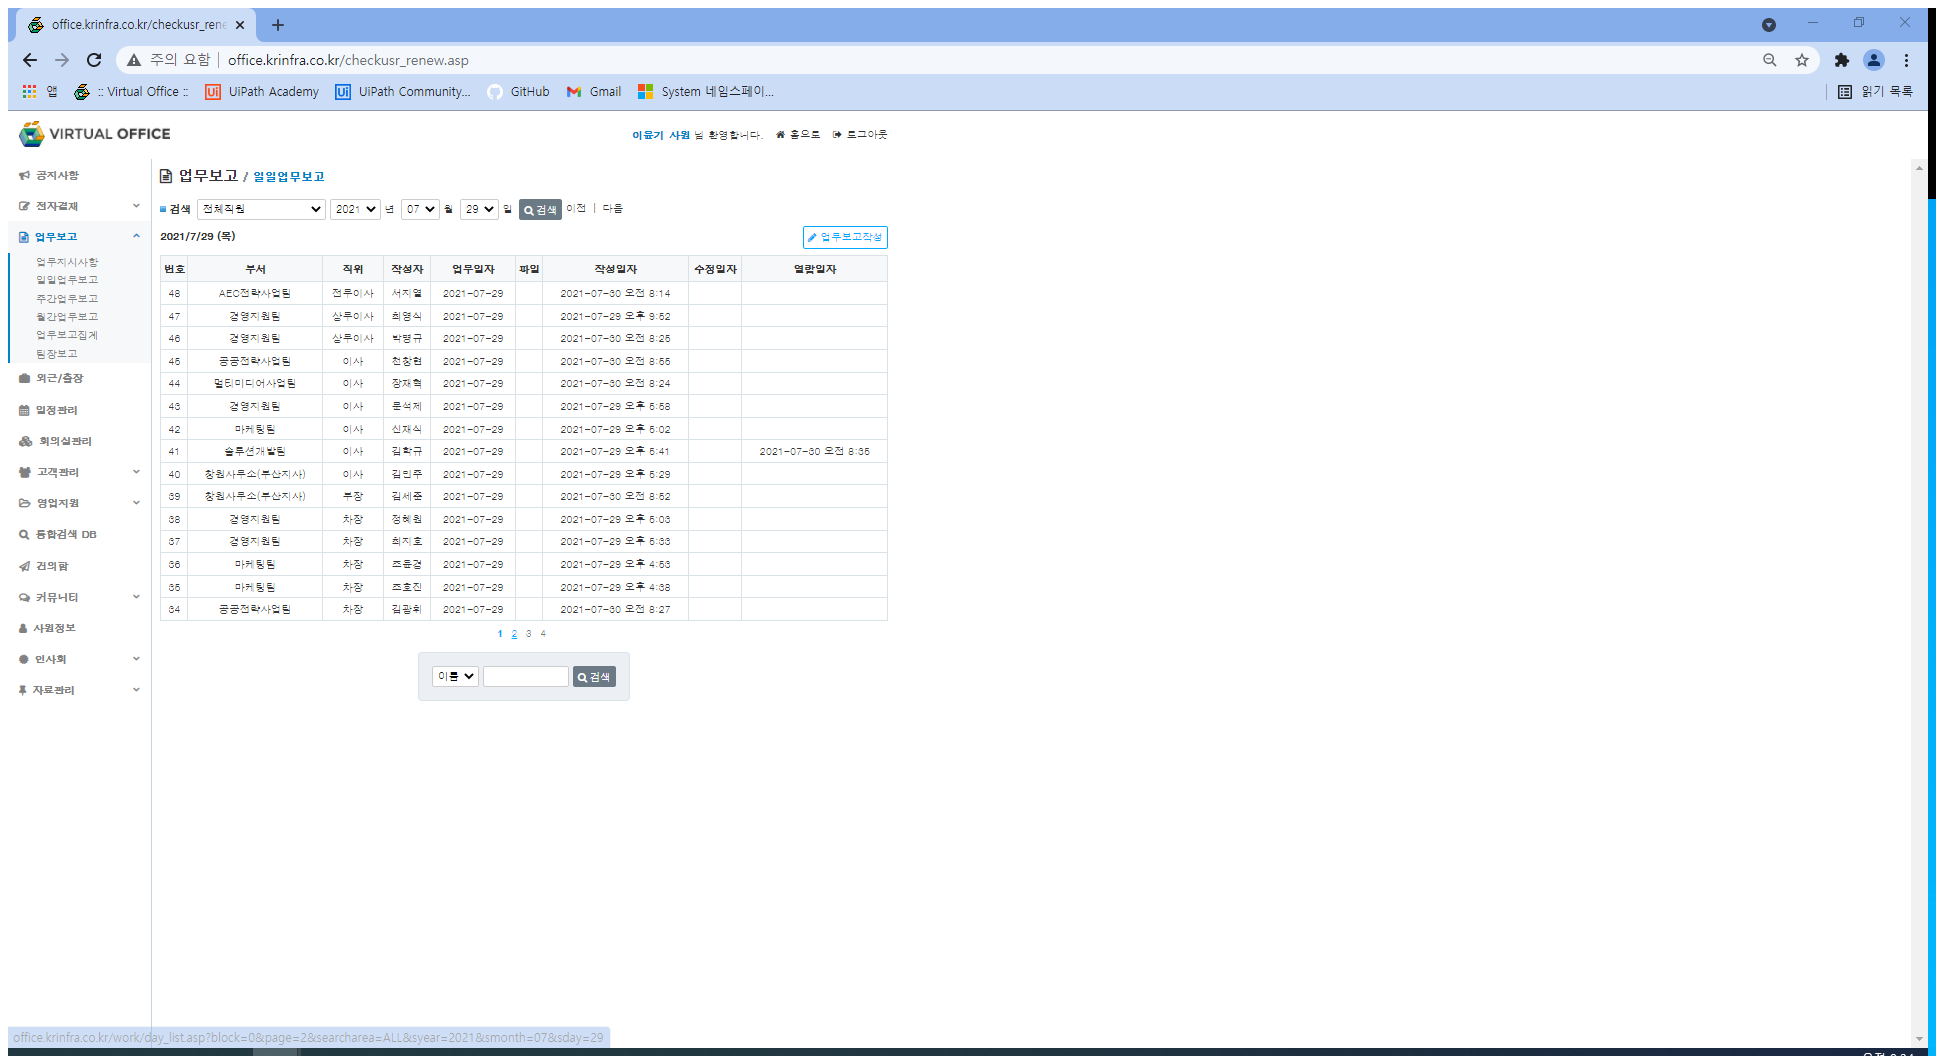 office.krinfra.co.kr/checkusr_rene
주의 요함 office.krinfra.co.kr/checkusr_renew.asp
앱 :: Virtual Office :: UiPath Academy UiPath Community... GitHub Gmail System 네임스페이... 읽기 목록
VIRTUAL OFFICE 이윤기 사원 님 환영합니다. 홈으로 로그아웃
공지사항
전자결재
업무보고
업무지시사항
일일업무보고
주간업무보고
월간업무보고
업무보고집계
팀장보고
외근/출장
일정관리
회의실관리
고객관리
영업지원
통합검색 DB
건의함
커뮤니티
사원정보
인사회
자료관리
업무보고 / 일일업무보고
검색 전체직원 2021 년 07 월 29 일 검색 이전 | 다음
2021/7/29 (목) 업무보고작성
번호 부서 직위 작성자 업무일자 파일 작성일자 수정일자 열람일자
48 AEC전략사업팀 전무이사 서지열 2021-07-29 2021-07-30 오전 8:14
47 경영지원팀 상무이사 최영식 2021-07-29 2021-07-29 오후 9:52
46 경영지원팀 상무이사 박명규 2021-07-29 2021-07-30 오전 8:25
45 공공전략사업팀 이사 천창현 2021-07-29 2021-07-30 오전 8:55
44 멀티미디어사업팀 이사 장재혁 2021-07-29 2021-07-30 오전 8:24
43 경영지원팀 이사 문석제 2021-07-29 2021-07-29 오후 5:58
42 마케팅팀 이사 신재식 2021-07-29 2021-07-29 오후 5:02
41 솔루션개발팀 이사 김학규 2021-07-29 2021-07-29 오후 5:41 2021-07-30 오전 8:35
40 창원사무소(부산지사) 이사 김민주 2021-07-29 2021-07-29 오후 5:29
39 창원사무소(부산지사) 부장 김세준 2021-07-29 2021-07-30 오전 8:52
38 경영지원팀 차장 정혜원 2021-07-29 2021-07-29 오후 5:03
37 경영지원팀 차장 최지호 2021-07-29 2021-07-29 오후 5:33
36 마케팅팀 차장 조윤경 2021-07-29 2021-07-29 오후 4:53
35 마케팅팀 차장 조호진 2021-07-29 2021-07-29 오후 4:38
34 공공전략사업팀 차장 김광회 2021-07-29 2021-07-30 오전 8:27
1 2 3 4
이름 검색
office.krinfra.co.kr/work/day_list.asp?block=0&page=2&searcharea=ALL&syear=2021&smonth=07&sday=29